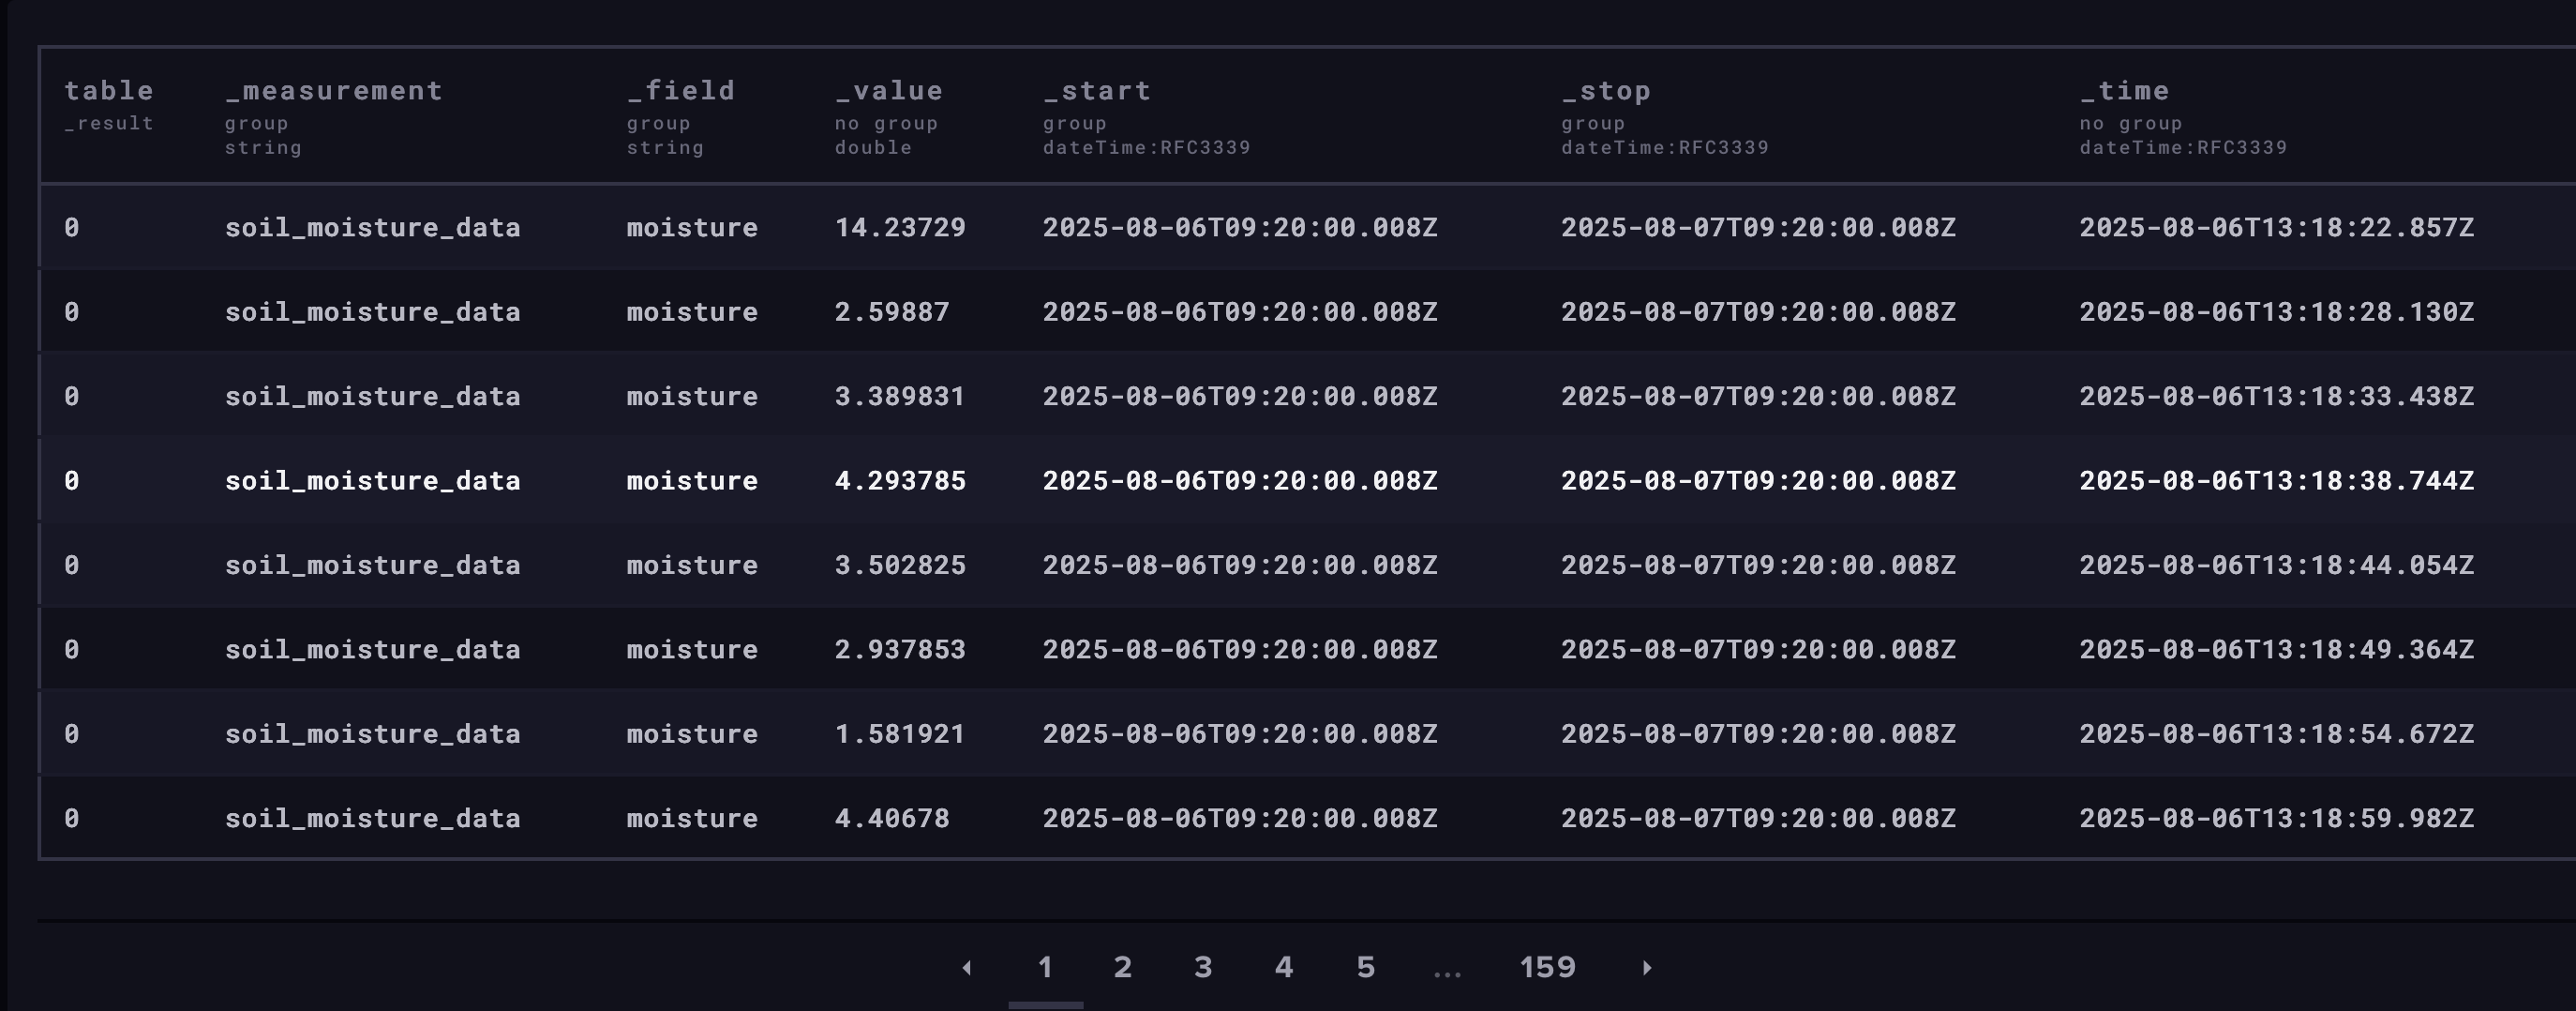 table _measurement _field _value _start _stop _time
_result group group no group group group no group
string string double dateTime:RFC3339 dateTime:RFC3339 dateTime:RFC3339
0 soil_moisture_data moisture 14.23729 2025-08-06T09:20:00.008Z 2025-08-07T09:20:00.008Z 2025-08-06T13:18:22.857Z
0 soil_moisture_data moisture 2.59887 2025-08-06T09:20:00.008Z 2025-08-07T09:20:00.008Z 2025-08-06T13:18:28.130Z
0 soil_moisture_data moisture 3.389831 2025-08-06T09:20:00.008Z 2025-08-07T09:20:00.008Z 2025-08-06T13:18:33.438Z
0 soil_moisture_data moisture 4.293785 2025-08-06T09:20:00.008Z 2025-08-07T09:20:00.008Z 2025-08-06T13:18:38.744Z
0 soil_moisture_data moisture 3.502825 2025-08-06T09:20:00.008Z 2025-08-07T09:20:00.008Z 2025-08-06T13:18:44.054Z
0 soil_moisture_data moisture 2.937853 2025-08-06T09:20:00.008Z 2025-08-07T09:20:00.008Z 2025-08-06T13:18:49.364Z
0 soil_moisture_data moisture 1.581921 2025-08-06T09:20:00.008Z 2025-08-07T09:20:00.008Z 2025-08-06T13:18:54.672Z
0 soil_moisture_data moisture 4.40678 2025-08-06T09:20:00.008Z 2025-08-07T09:20:00.008Z 2025-08-06T13:18:59.982Z
1 2 3 4 5 ... 159